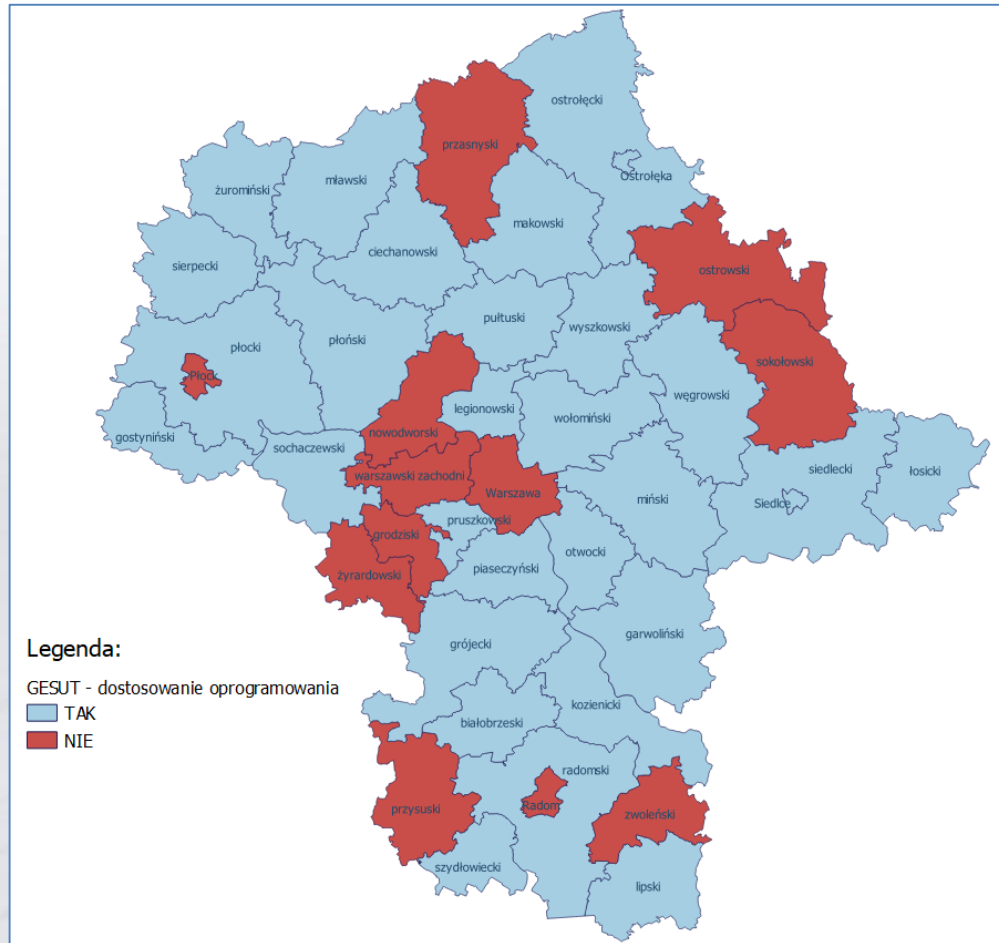 ostrołęcki
przasnyski
Ostrołęka
mławski
żuromiński
makowski
ciechanowski
sierpecki
ostrowski
pułtuski
wyszkowski
płoński
płocki
sokołowski
węgrowski
Płock
legionowski
wołomiński
nowodworski
gostyniński
sochaczewski
siedlecki
łosicki
warszawski zachodni
Warszawa
miński
Siedlce
pruszkowski
grodziski
otwocki
piaseczyński
żyrardowski
garwoliński
grójecki
Legenda:
GESUT - dostosowanie oprogramowania
TAK
NIE
kozienicki
białobrzeski
radomski
Radom
przysuski
zwoleński
szydłowiecki
lipski